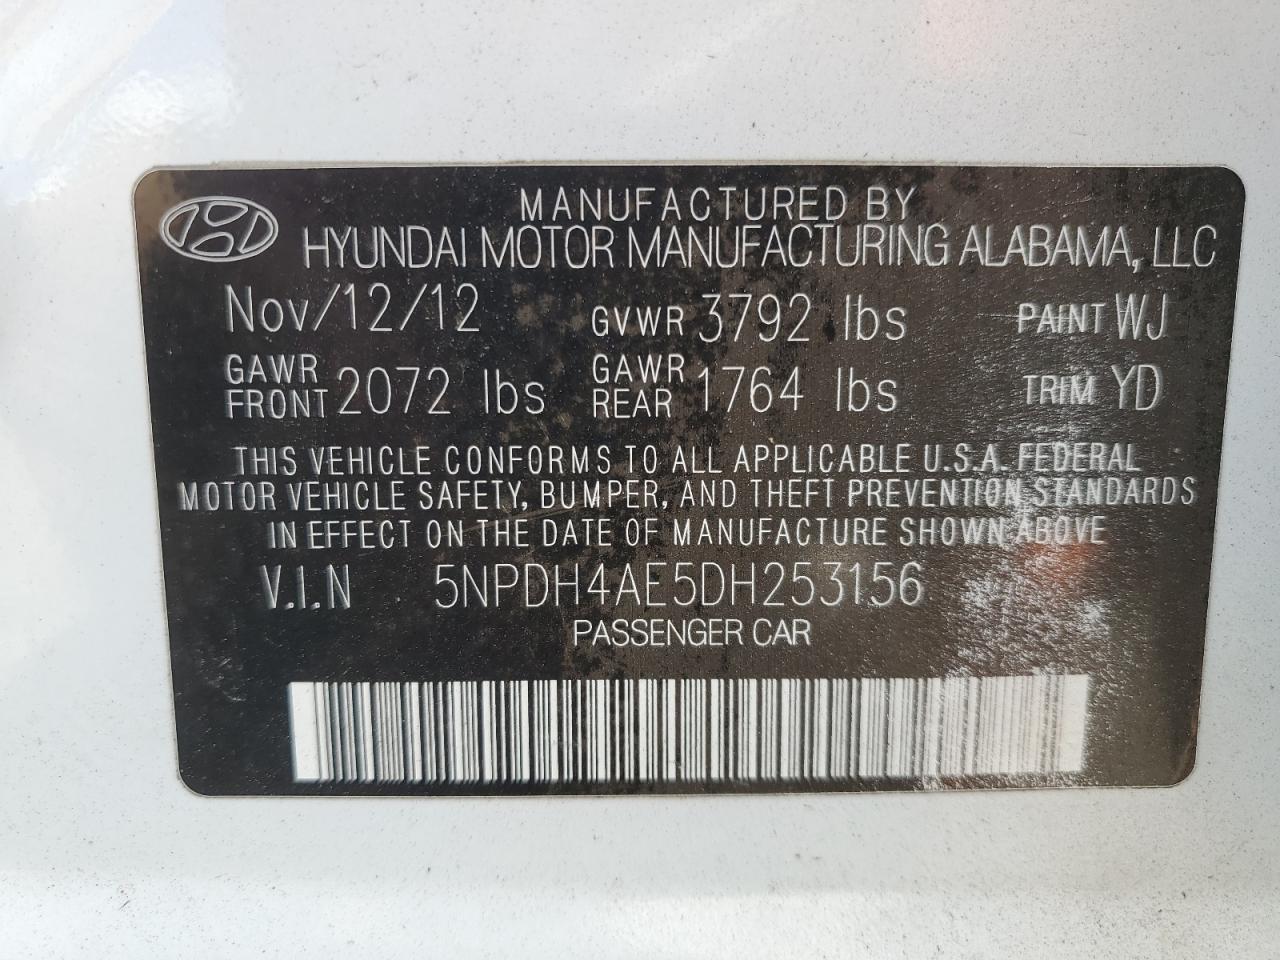 MANUFACTURED BY
HYUNDAI MOTOR MANUFACTURING ALABAMA, LLC
Nov/12/12 GVWR 3792 lbs PAINT WJ
GAWR FRONT 2072 lbs GAWR REAR 1764 lbs TRIM YD
THIS VEHICLE CONFORMS TO ALL APPLICABLE U.S.A. FEDERAL
MOTOR VEHICLE SAFETY, BUMPER, AND THEFT PREVENTION STANDARDS
IN EFFECT ON THE DATE OF MANUFACTURE SHOWN ABOVE
V.I.N 5NPDH4AE5DH253156
PASSENGER CAR